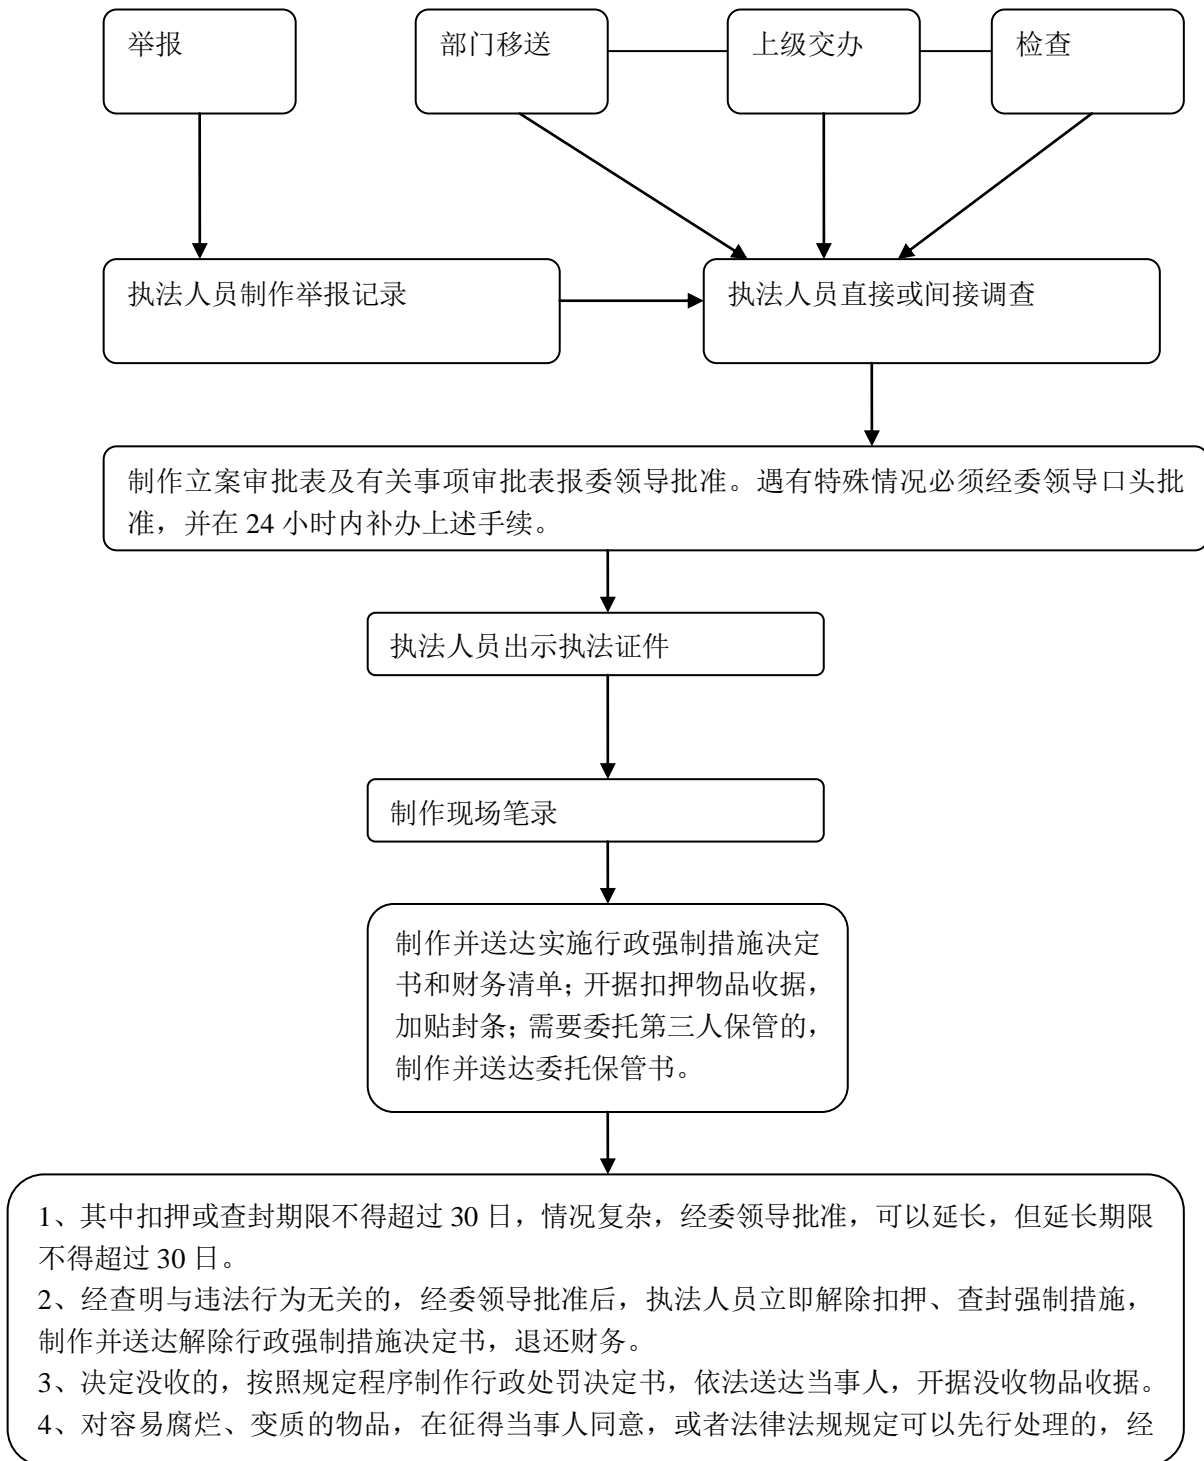 举报
部门移送
上级交办
检查
执法人员制作举报记录
执法人员直接或间接调查
制作立案审批表及有关事项审批表报委领导批准。遇有特殊情况必须经委领导口头批
准，并在 24 小时内补办上述手续。
执法人员出示执法证件
制作现场笔录
制作并送达实施行政强制措施决定
书和财务清单；开据扣押物品收据，
加贴封条；需要委托第三人保管的，
制作并送达委托保管书。
1、其中扣押或查封期限不得超过 30 日，情况复杂，经委领导批准，可以延长，但延长期限
不得超过 30 日。
2、经查明与违法行为无关的，经委领导批准后，执法人员立即解除扣押、查封强制措施，
制作并送达解除行政强制措施决定书，退还财务。
3、决定没收的，按照规定程序制作行政处罚决定书，依法送达当事人，开据没收物品收据。
4、对容易腐烂、变质的物品，在征得当事人同意，或者法律法规规定可以先行处理的，经